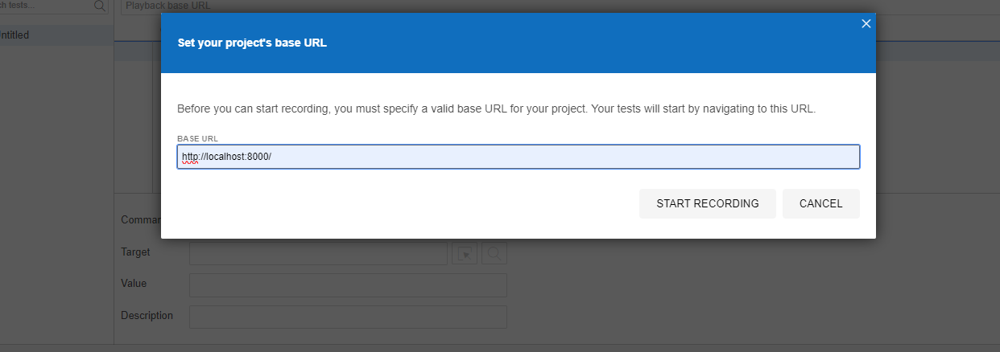 ch tests...
Playback base URL
Untitled
Set your project's base URL
Before you can start recording, you must specify a valid base URL for your project. Your tests will start by navigating to this URL.
BASE URL
http://localhost:8000/
START RECORDING
CANCEL
Comman
Target
Value
Description